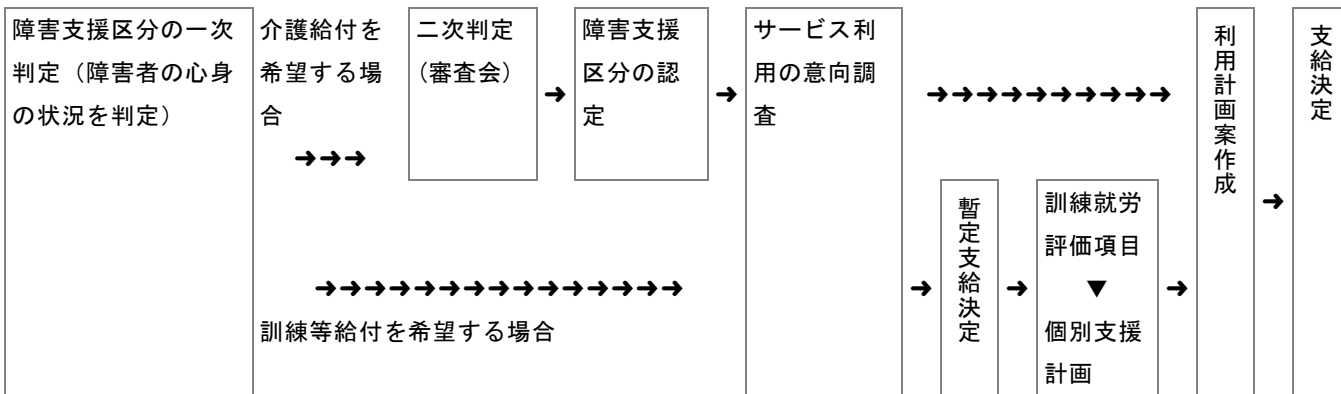 障害支援区分の一次
判定（障害者の心身
の状況を判定）
介護給付を
希望する場
合
➜➜➜
二次判定
（審査会）
➜
障害支援
区分の認
定
➜
サービス利
用の意向調
査
➜➜➜➜➜➜➜➜➜➜
➜➜➜➜➜➜➜➜➜➜➜➜➜➜➜
訓練等給付を希望する場合
➜
暫定支給決定
➜
訓練就労
評価項目
▼
個別支援
計画
➜
利用計画案作成
➜
支給決定